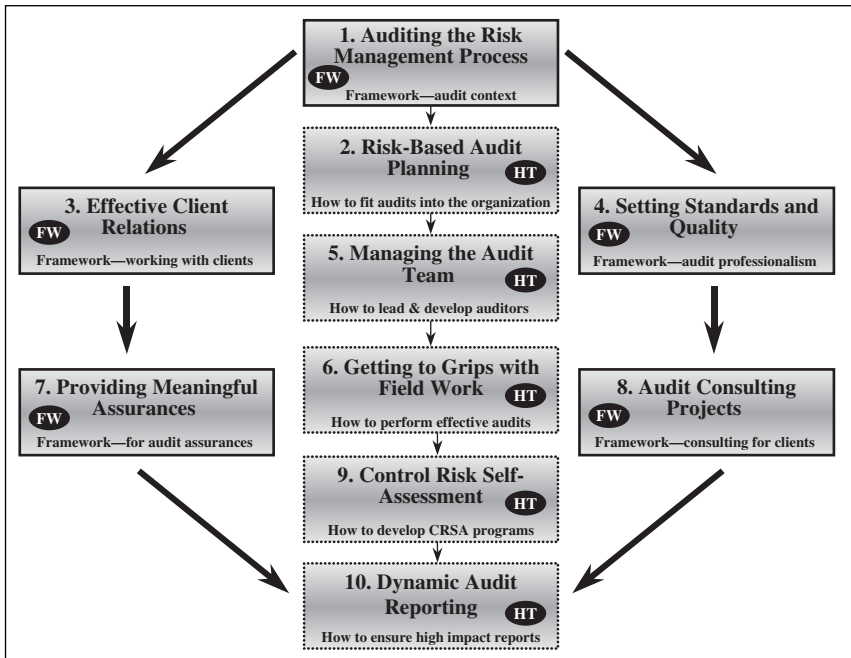 1. Auditing the Risk
Management Process
FW
Framework—audit context
2. Risk-Based Audit
Planning
HT
How to fit audits into the organization
3. Effective Client
Relations
FW
Framework—working with clients
4. Setting Standards and
Quality
FW
Framework—audit professionalism
5. Managing the Audit
Team
HT
How to lead & develop auditors
6. Getting to Grips with
Field Work
HT
How to perform effective audits
7. Providing Meaningful
Assurances
FW
Framework—for audit assurances
8. Audit Consulting
Projects
FW
Framework—consulting for clients
9. Control Risk Self-
Assessment
HT
How to develop CRSA programs
10. Dynamic Audit
Reporting
HT
How to ensure high impact reports